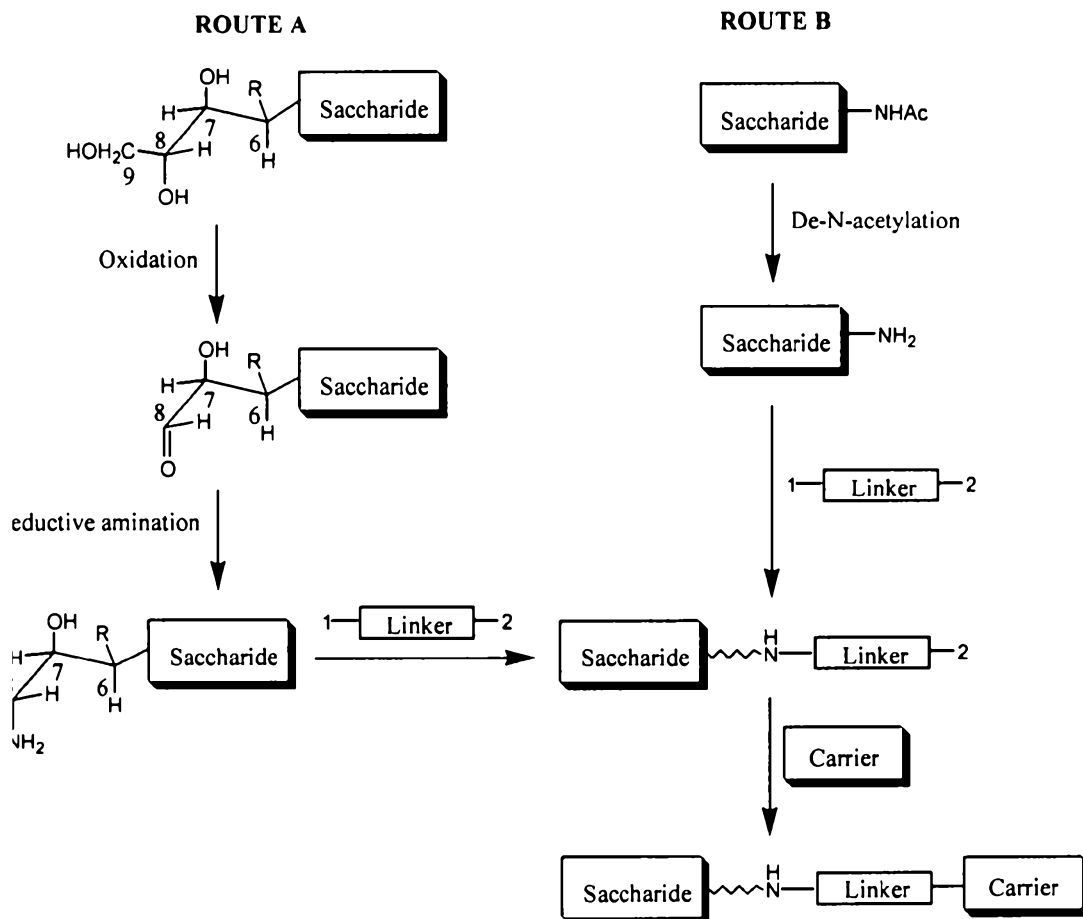 ROUTE A
ROUTE B
OH
R
H
Saccharide
8
7
6
HOH₂C
H
9
H
OH
Saccharide
NHAc
Oxidation
De-N-acetylation
OH
R
H
Saccharide
8
7
6
H
H
O
Saccharide
NH₂
eductive amination
1
Linker
2
OH
R
H
7
Saccharide
6
H
H
NH₂
1
Linker
2
Saccharide
H
N
Linker
2
Carrier
Saccharide
H
N
Linker
Carrier